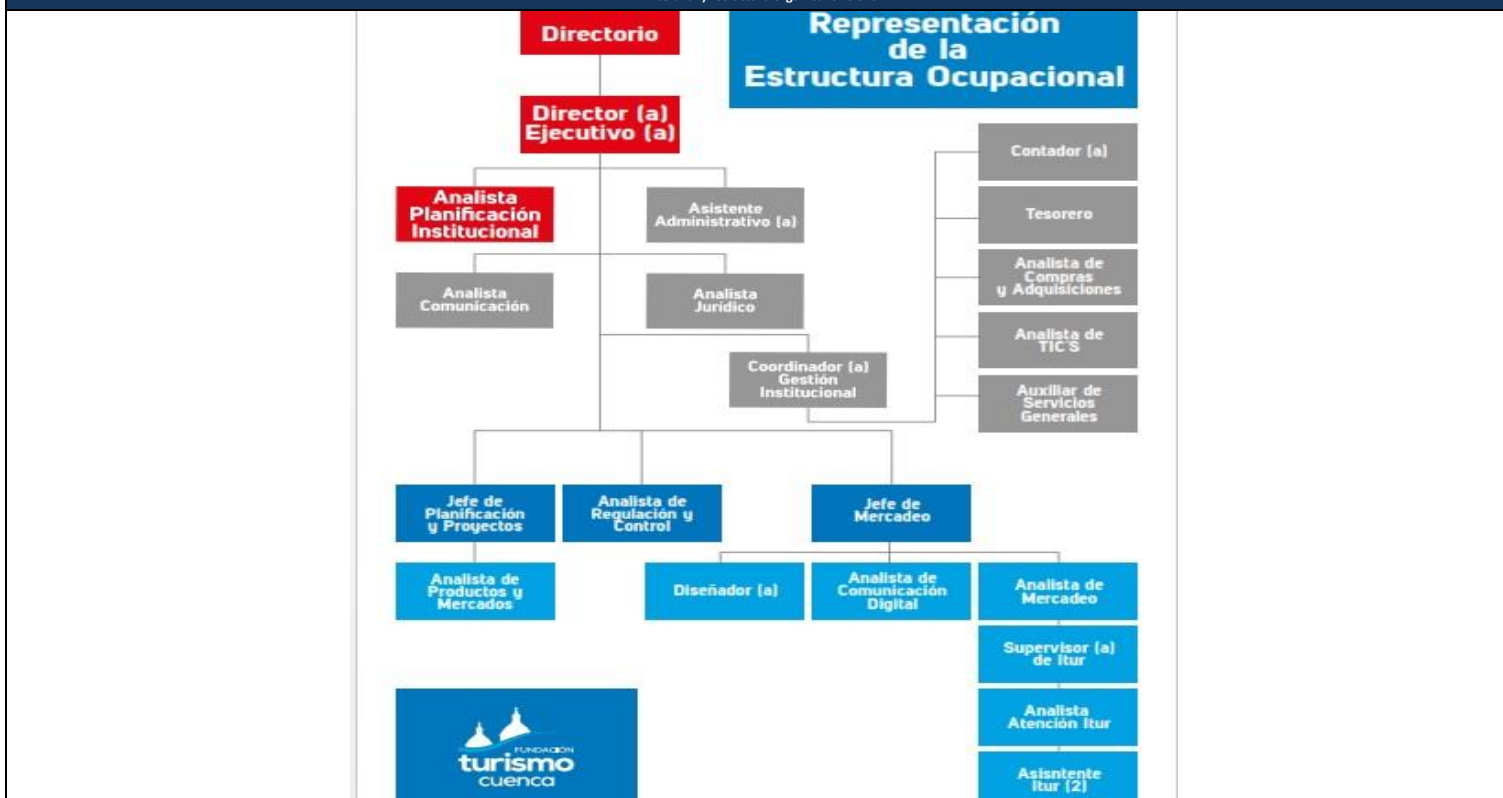 Directorio
Representación
de la
Estructura Ocupacional
Director (a)
Ejecutivo (a)
Contador (a)
Analista
Planificación
Institucional
Asistente
Administrativo (a)
Tesorero
Analista
Comunicación
Analista
Jurídico
Analista de
Compras
y Adquisiciones
Analista de
TIC'S
Coordinador (a)
Gestión
Institucional
Auxiliar de
Servicios
Generales
Jefe de
Planificación
y Proyectos
Analista de
Regulación y
Control
Jefe de
Mercadeo
Analista de
Productos y
Mercados
Diseñador (a)
Analista de
Comunicación
Digital
Analista de
Mercadeo
Supervisor (a)
de Itur
Analista
Atención Itur
Asisntente
Itur (2)
FUNDACIÓN
turismo
cuenca